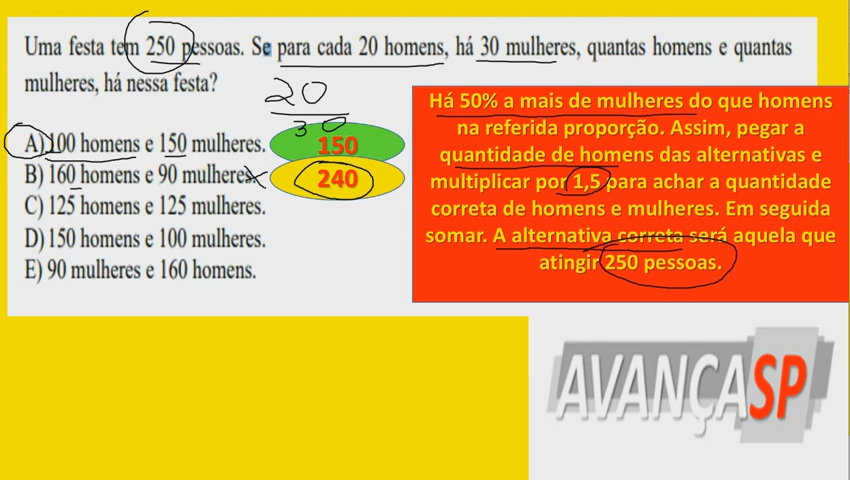 Uma festa tem 250 pessoas. Se para cada 20 homens, há 30 mulheres, quantas homens e quantas
mulheres, há nessa festa?
20
30
A) 100 homens e 150 mulheres.
150
B) 160 homens e 90 mulheres.
240
C) 125 homens e 125 mulheres.
D) 150 homens e 100 mulheres.
E) 90 mulheres e 160 homens.
Há 50% a mais de mulheres do que homens
na referida proporção. Assim, pegar a
quantidade de homens das alternativas e
multiplicar por 1,5 para achar a quantidade
correta de homens e mulheres. Em seguida
somar. A alternativa correta será aquela que
atingir 250 pessoas.
AVANÇASP